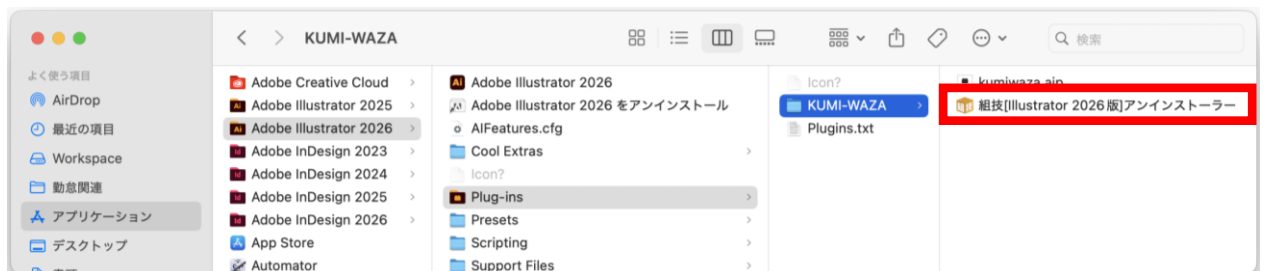 KUMI-WAZA
検索
よく使う項目
AirDrop
最近の項目
Workspace
勤怠関連
アプリケーション
デスクトップ
Adobe Creative Cloud
Adobe Illustrator 2025
Adobe Illustrator 2026
Adobe InDesign 2023
Adobe InDesign 2024
Adobe InDesign 2025
Adobe InDesign 2026
App Store
Automator
Adobe Illustrator 2026
Adobe Illustrator 2026 をアンインストール
AIFeatures.cfg
Cool Extras
Icon?
Plug-ins
Presets
Scripting
Support Files
Icon?
KUMI-WAZA
Plugins.txt
kumiwaza.aip
組技[Illustrator 2026版]アンインストーラー